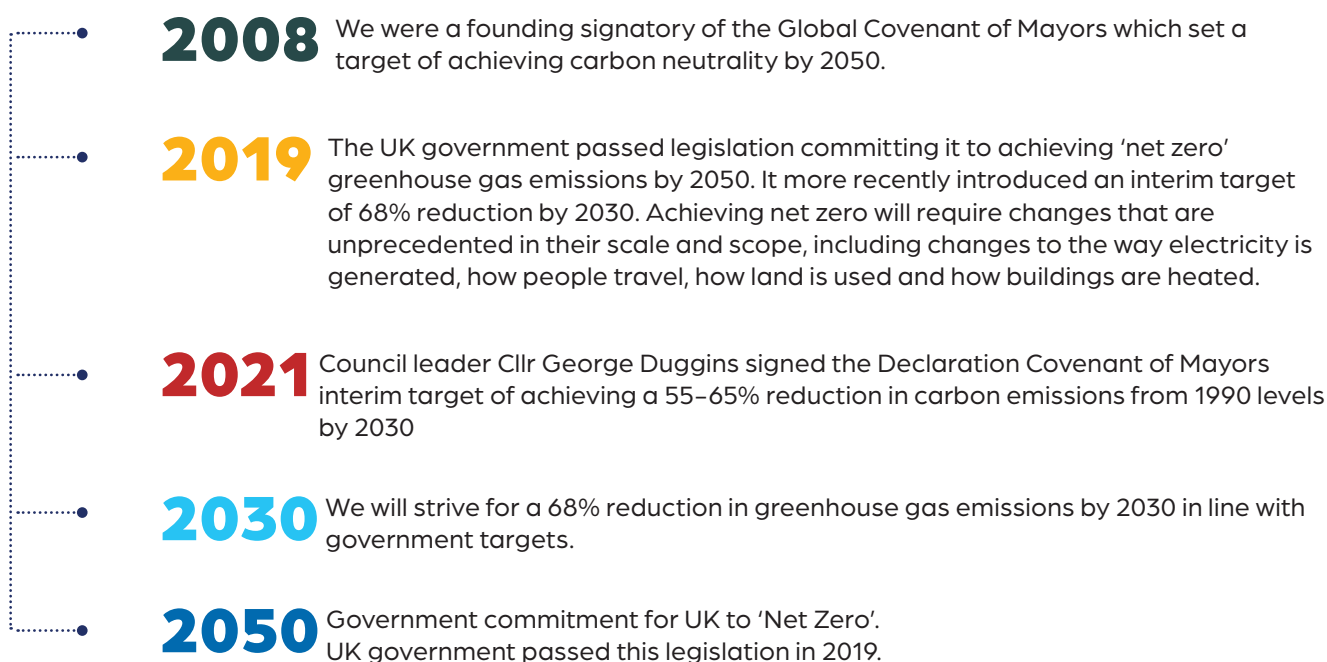 2008
We were a founding signatory of the Global Covenant of Mayors which set a
target of achieving carbon neutrality by 2050.
2019
The UK government passed legislation committing it to achieving ‘net zero’
greenhouse gas emissions by 2050. It more recently introduced an interim target
of 68% reduction by 2030. Achieving net zero will require changes that are
unprecedented in their scale and scope, including changes to the way electricity is
generated, how people travel, how land is used and how buildings are heated.
2021
Council leader Cllr George Duggins signed the Declaration Covenant of Mayors
interim target of achieving a 55-65% reduction in carbon emissions from 1990 levels
by 2030
2030
We will strive for a 68% reduction in greenhouse gas emissions by 2030 in line with
government targets.
2050
Government commitment for UK to ‘Net Zero’.
UK government passed this legislation in 2019.